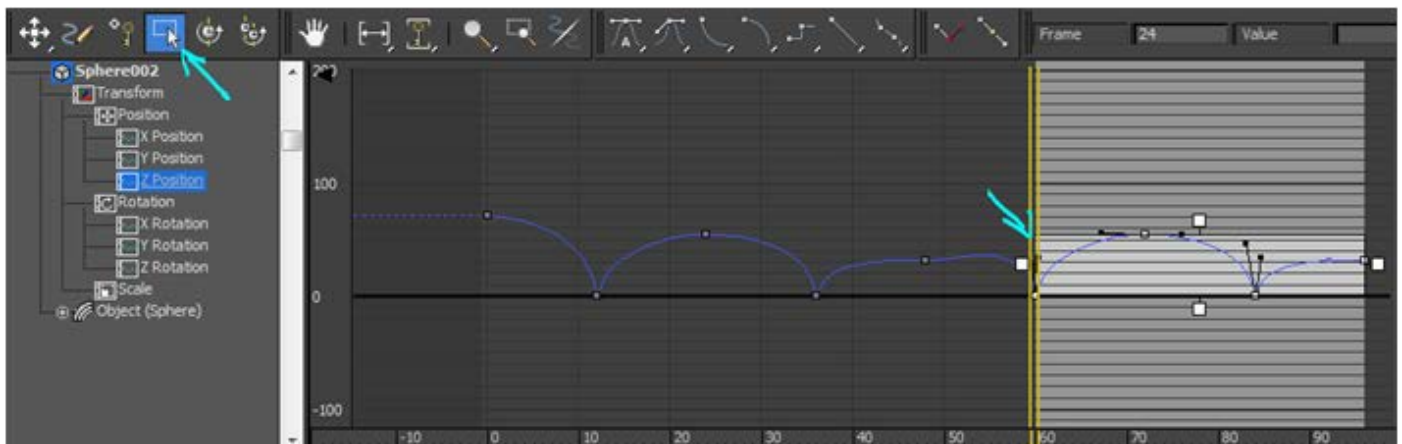 Frame 24 Value
Sphere002
Transform
Position
X Position
Y Position
Z Position
Rotation
X Rotation
Y Rotation
Z Rotation
Scale
Object (Sphere)
200
100
0
-100
-10 0 10 20 30 40 50 60 70 80 90